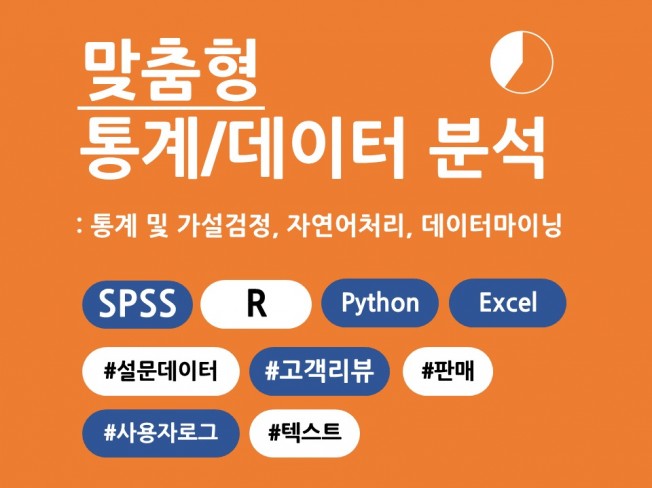 맞춤형
통계/데이터 분석
: 통계 및 가설검정, 자연어처리, 데이터마이닝
SPSS R Python Excel
#설문데이터 #고객리뷰 #판매
#사용자로그 #텍스트